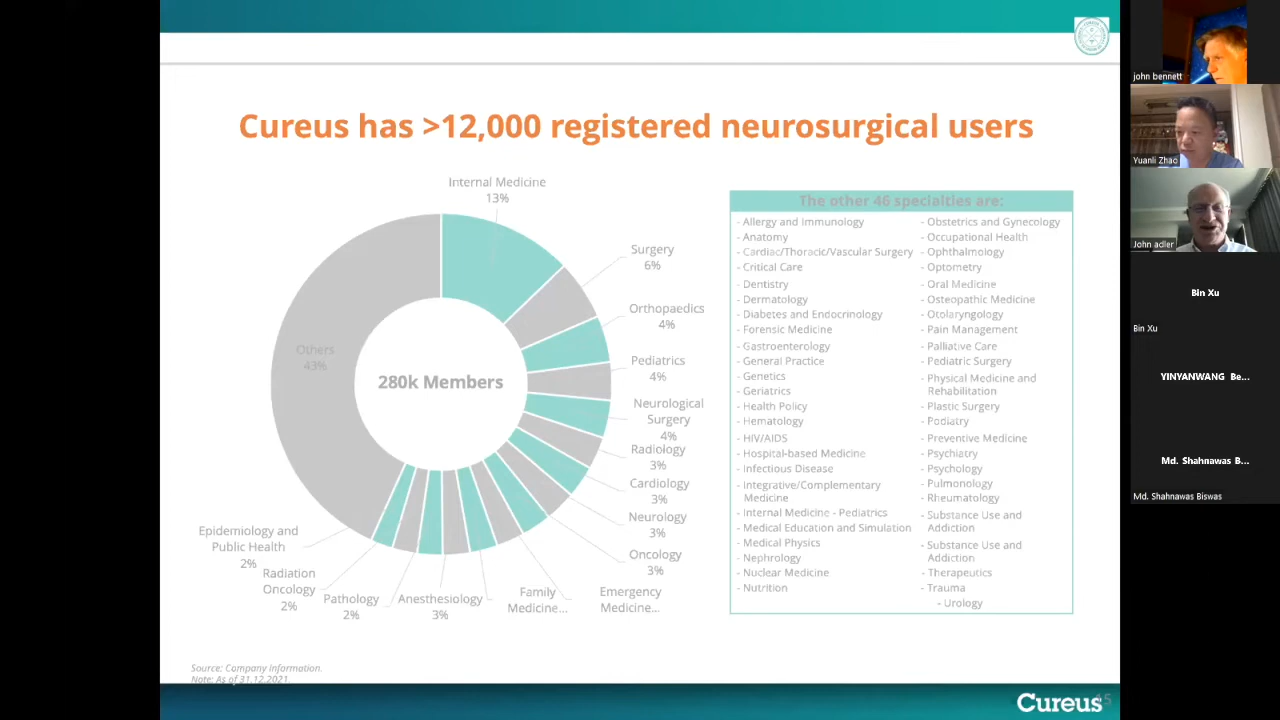 Cureus has >12,000 registered neurosurgical users
Internal Medicine
13%
Surgery
6%
Orthopaedics
4%
Pediatrics
4%
Neurological
Surgery
4%
Radiology
3%
Cardiology
3%
Neurology
3%
Oncology
3%
Emergency
Medicine...
Family
Medicine...
Anesthesiology
3%
Pathology
2%
Radiation
Oncology
2%
Epidemiology and
Public Health
2%
Others
43%
280k Members
The other 46 specialties are:
- Allergy and Immunology
- Anatomy
- Cardiac/Thoracic/Vascular Surgery
- Critical Care
- Dentistry
- Dermatology
- Diabetes and Endocrinology
- Forensic Medicine
- Gastroenterology
- General Practice
- Genetics
- Geriatrics
- Health Policy
- Hematology
- HIV/AIDS
- Hospital-based Medicine
- Infectious Disease
- Integrative/Complementary
Medicine
- Internal Medicine - Pediatrics
- Medical Education and Simulation
- Medical Physics
- Nephrology
- Nuclear Medicine
- Nutrition
- Obstetrics and Gynecology
- Occupational Health
- Ophthalmology
- Optometry
- Oral Medicine
- Osteopathic Medicine
- Otolaryngology
- Pain Management
- Palliative Care
- Pediatric Surgery
- Physical Medicine and
Rehabilitation
- Plastic Surgery
- Podiatry
- Preventive Medicine
- Psychiatry
- Psychology
- Pulmonology
- Rheumatology
- Substance Use and
Addiction
- Substance Use and
Addiction
- Therapeutics
- Trauma
- Urology
Source: Company Information.
Note: As of 31.12.2021.
Cureus
15
john bennett
Yuanli Zhao
John adler
Bin Xu
Bin Xu
YINYANWANG Be...
Md. Shahnawas B...
Md. Shahnawas Biswas